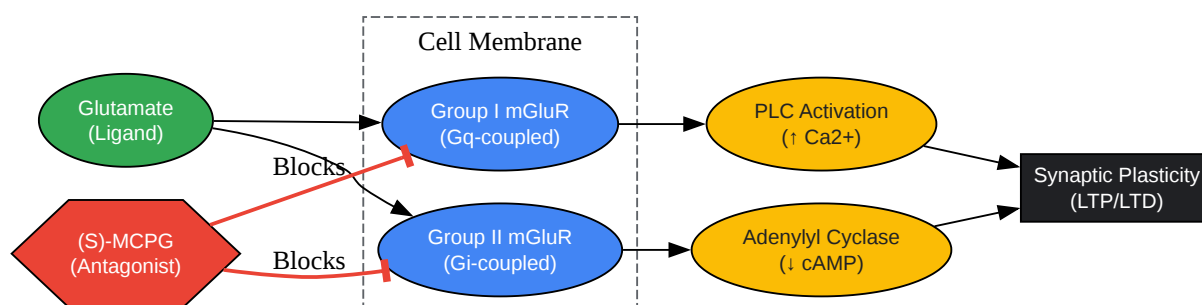 Cell Membrane
Glutamate
(Ligand)
Group I mGluR
(Gq-coupled)
PLC Activation
(↑ Ca2+)
Blocks
Synaptic Plasticity
(LTP/LTD)
(S)-MCPG
(Antagonist)
Blocks
Group II mGluR
(Gi-coupled)
Adenylyl Cyclase
(↓ cAMP)